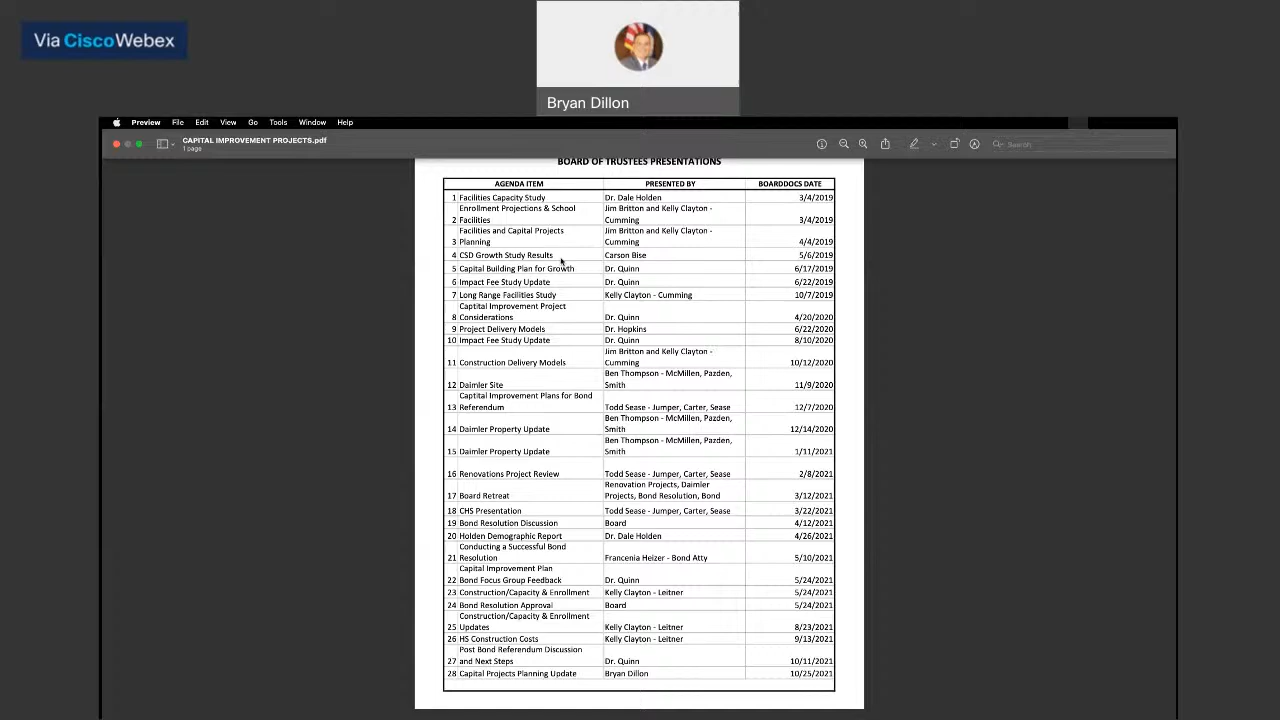 Via CiscoWebex
Bryan Dillon
Preview File Edit View Go Tools Window Help
CAPITAL IMPROVEMENT PROJECTS.pdf
1 page
Search
BOARD OF TRUSTEES PRESENTATIONS
AGENDA ITEM PRESENTED BY BOARDDOCS DATE
1 Facilities Capacity Study Dr. Dale Holden 3/4/2019
Enrollment Projections & School Jim Britton and Kelly Clayton -
2 Facilities Cumming 3/4/2019
Facilities and Capital Projects Jim Britton and Kelly Clayton -
3 Planning Cumming 4/4/2019
4 CSD Growth Study Results Carson Bise 5/6/2019
5 Capital Building Plan for Growth Dr. Quinn 6/17/2019
6 Impact Fee Study Update Dr. Quinn 6/22/2019
7 Long Range Facilities Study Kelly Clayton - Cumming 10/7/2019
Captital Improvement Project
8 Considerations Dr. Quinn 4/20/2020
9 Project Delivery Models Dr. Hopkins 6/22/2020
10 Impact Fee Study Update Dr. Quinn 8/10/2020
Jim Britton and Kelly Clayton -
11 Construction Delivery Models Cumming 10/12/2020
Ben Thompson - McMillen, Pazden,
12 Daimler Site Smith 11/9/2020
Captital Improvement Plans for Bond
13 Referendum Todd Sease - Jumper, Carter, Sease 12/7/2020
Ben Thompson - McMillen, Pazden,
14 Daimler Property Update Smith 12/14/2020
Ben Thompson - McMillen, Pazden,
15 Daimler Property Update Smith 1/11/2021
16 Renovations Project Review Todd Sease - Jumper, Carter, Sease 2/8/2021
Renovation Projects, Daimler
17 Board Retreat Projects, Bond Resolution, Bond 3/12/2021
18 CHS Presentation Todd Sease - Jumper, Carter, Sease 3/22/2021
19 Bond Resolution Discussion Board 4/12/2021
20 Holden Demographic Report Dr. Dale Holden 4/26/2021
Conducting a Successful Bond
21 Resolution Francenia Heizer - Bond Atty 5/10/2021
Capital Improvement Plan
22 Bond Focus Group Feedback Dr. Quinn 5/24/2021
23 Construction/Capacity & Enrollment Kelly Clayton - Leitner 5/24/2021
24 Bond Resolution Approval Board 5/24/2021
Construction/Capacity & Enrollment
25 Updates Kelly Clayton - Leitner 8/23/2021
26 HS Construction Costs Kelly Clayton - Leitner 9/13/2021
Post Bond Referendum Discussion
27 and Next Steps Dr. Quinn 10/11/2021
28 Capital Projects Planning Update Bryan Dillon 10/25/2021